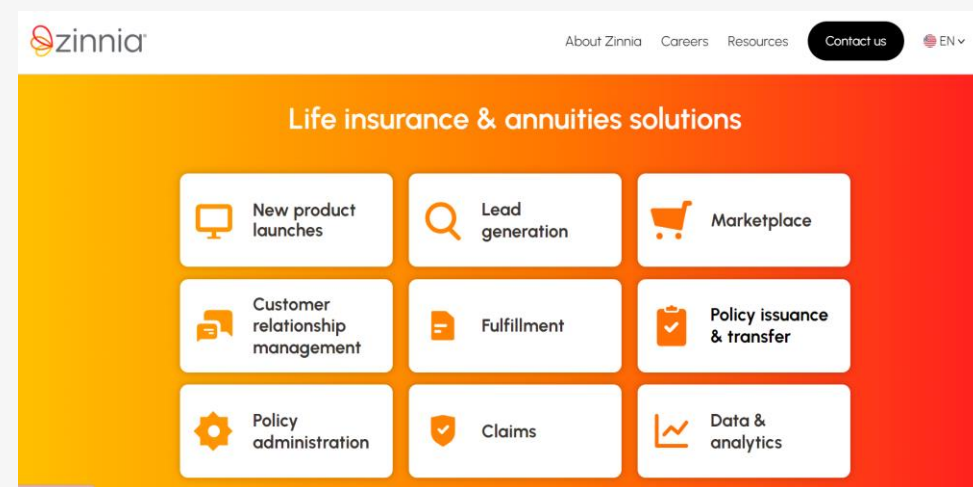 zinnia
About Zinnia
Careers
Resources
Contact us
EN
Life insurance & annuities solutions
New product
launches
Lead
generation
Marketplace
Customer
relationship
management
Fulfillment
Policy issuance
& transfer
Policy
administration
Claims
Data &
analytics